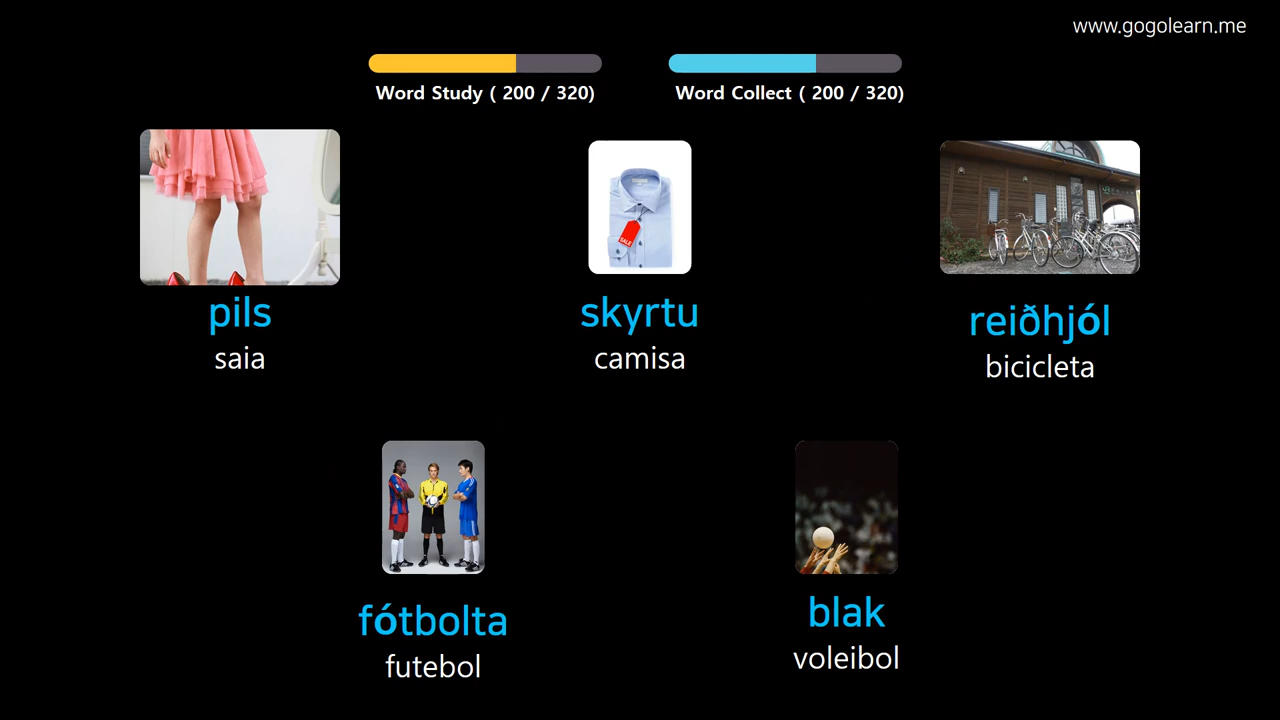 www.gogolearn.me
Word Study ( 200 / 320)
Word Collect ( 200 / 320)
SALE
pils
saia
skyrtu
camisa
reiðhjól
bicicleta
fótbolta
futebol
blak
voleibol